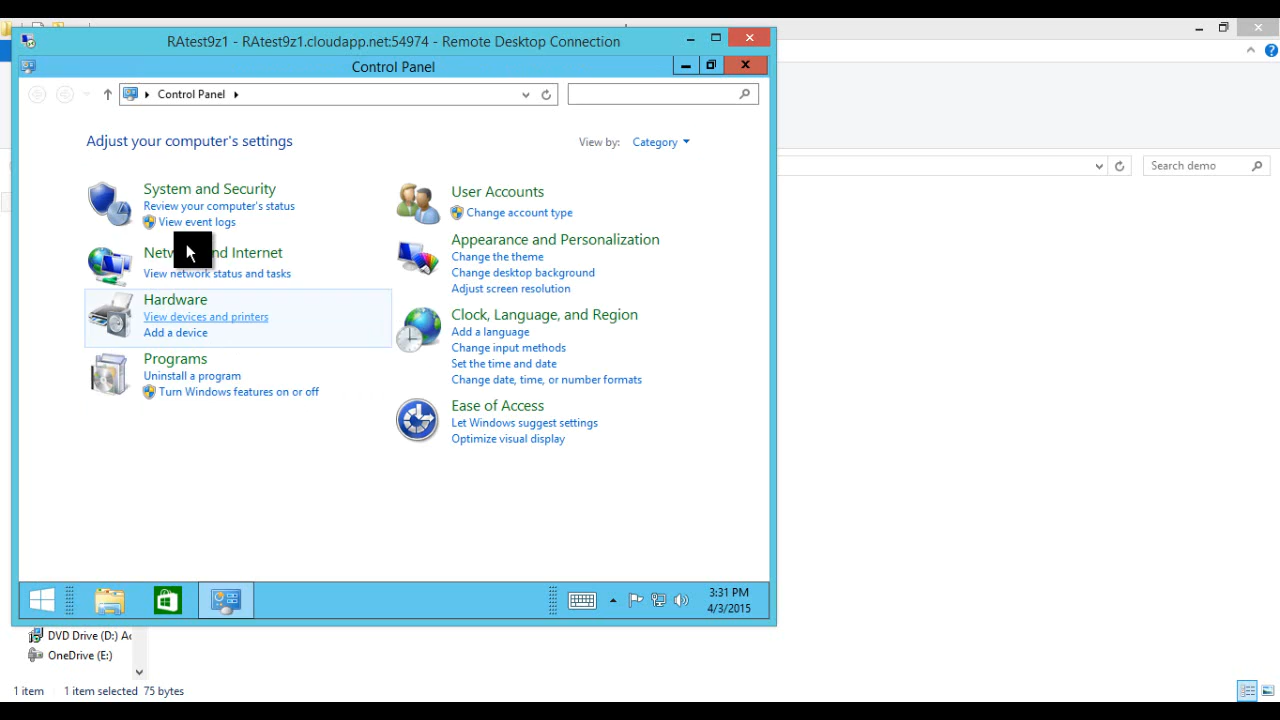 RAtest9z1 - RAtest9z1.cloudapp.net:54974 - Remote Desktop Connection
Control Panel
Control Panel
Search demo
Adjust your computer's settings
View by: Category
System and Security
Review your computer's status
View event logs
nd Internet
View network status and tasks
Hardware
View devices and printers
Add a device
Programs
Uninstall a program
Turn Windows features on or off
User Accounts
Change account type
Appearance and Personalization
Change the theme
Change desktop background
Adjust screen resolution
Clock, Language, and Region
Add a language
Change input methods
Set the time and date
Change date, time, or number formats
Ease of Access
Let Windows suggest settings
Optimize visual display
3:31 PM
4/3/2015
DVD Drive (D:) Ac
OneDrive (E:)
1 item 1 item selected 75 bytes